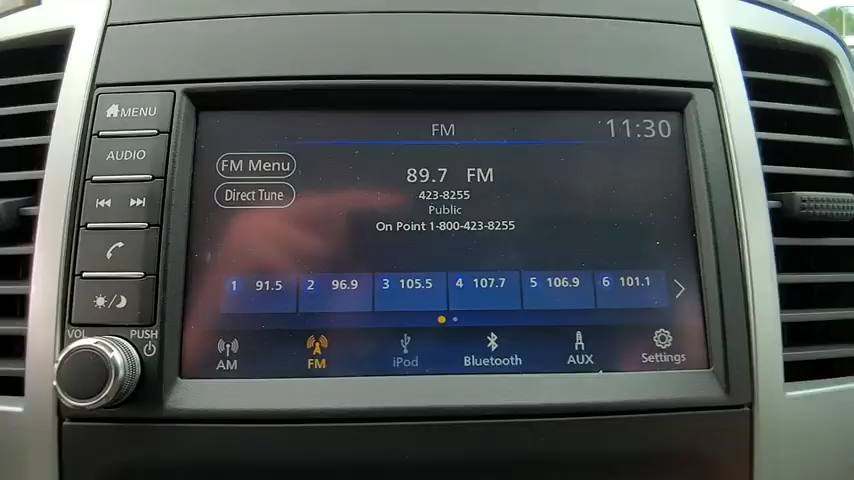 MENU
AUDIO
VOL
PUSH
FM
11:30
FM Menu
89.7 FM
Direct Tune
423-8255
Public
On Point 1-800-423-8255
1 91.5
2 96.9
3 105.5
4 107.7
5 106.9
6 101.1
AM
FM
iPod
Bluetooth
AUX
Settings